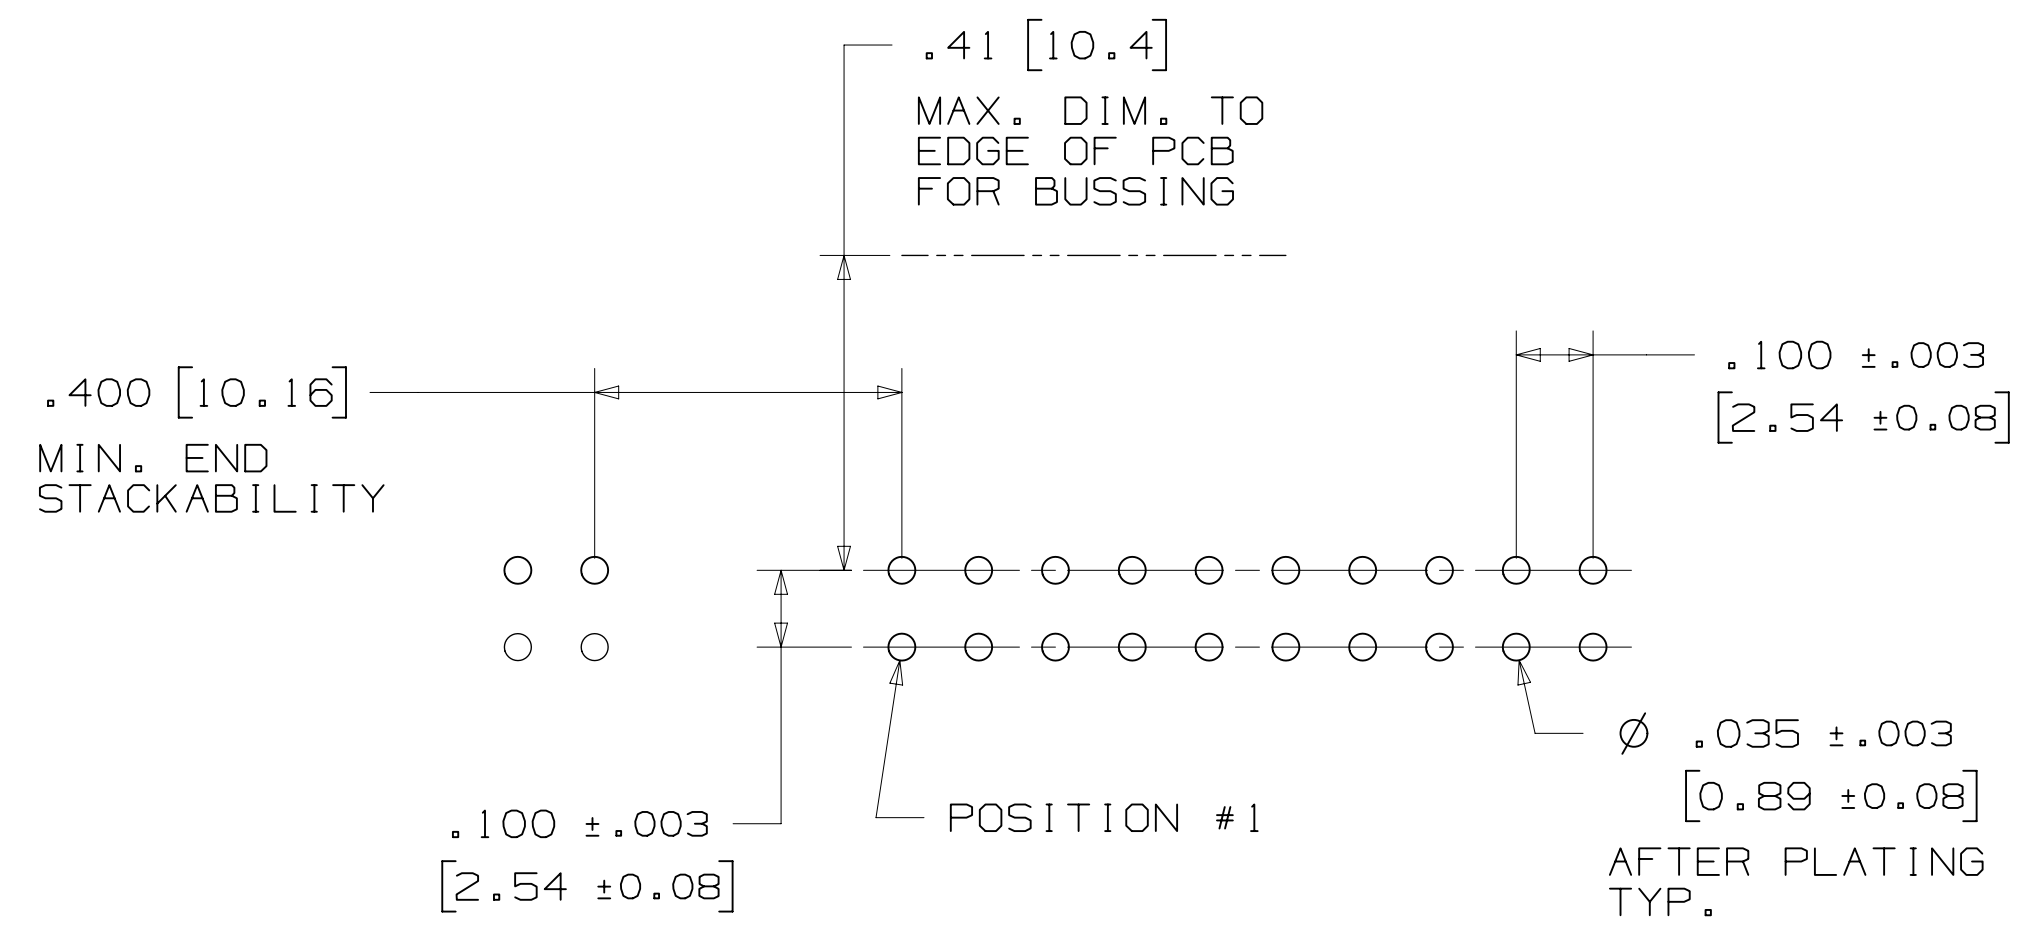 .41 [10.4]
MAX. DIM. TO
EDGE OF PCB
FOR BUSSING
.400 [10.16]
MIN. END
STACKABILITY
.100 ±.003
[2.54 ±0.08]
Ø .035 ±.003
[0.89 ±0.08]
AFTER PLATING
TYP.
POSITION #1
.100 ±.003
[2.54 ±0.08]